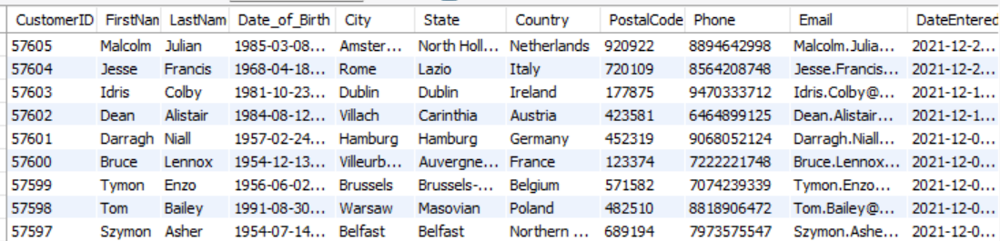 CustomerID FirstNan LastNam Date_of_Birth City State Country PostalCode Phone Email DateEntered
57605 Malcolm Julian 1985-03-08... Amster... North Holl... Netherlands 920922 8894642998 Malcolm.Julia... 2021-12-2...
57604 Jesse Francis 1968-04-18... Rome Lazio Italy 720109 8564208748 Jesse.Francis... 2021-12-2...
57603 Idris Colby 1981-10-23... Dublin Dublin Ireland 177875 9470333712 Idris.Colby@... 2021-12-1...
57602 Dean Alistair 1984-08-12... Villach Carinthia Austria 423581 6464899125 Dean.Alistair... 2021-12-1...
57601 Darragh Niall 1957-02-24... Hamburg Hamburg Germany 452319 9068052124 Darragh.Niall... 2021-12-0...
57600 Bruce Lennox 1954-12-13... Villeurb... Auvergne... France 123374 7222221748 Bruce.Lennox... 2021-12-0...
57599 Tymon Enzo 1956-06-02... Brussels Brussels-... Belgium 571582 7074239339 Tymon.Enzo... 2021-12-0...
57598 Tom Bailey 1991-08-30... Warsaw Masovian Poland 482510 8818906472 Tom.Bailey@... 2021-12-0...
57597 Szymon Asher 1954-07-14... Belfast Belfast Northern ... 689194 7973575547 Szymon.Ashe... 2021-12-0...